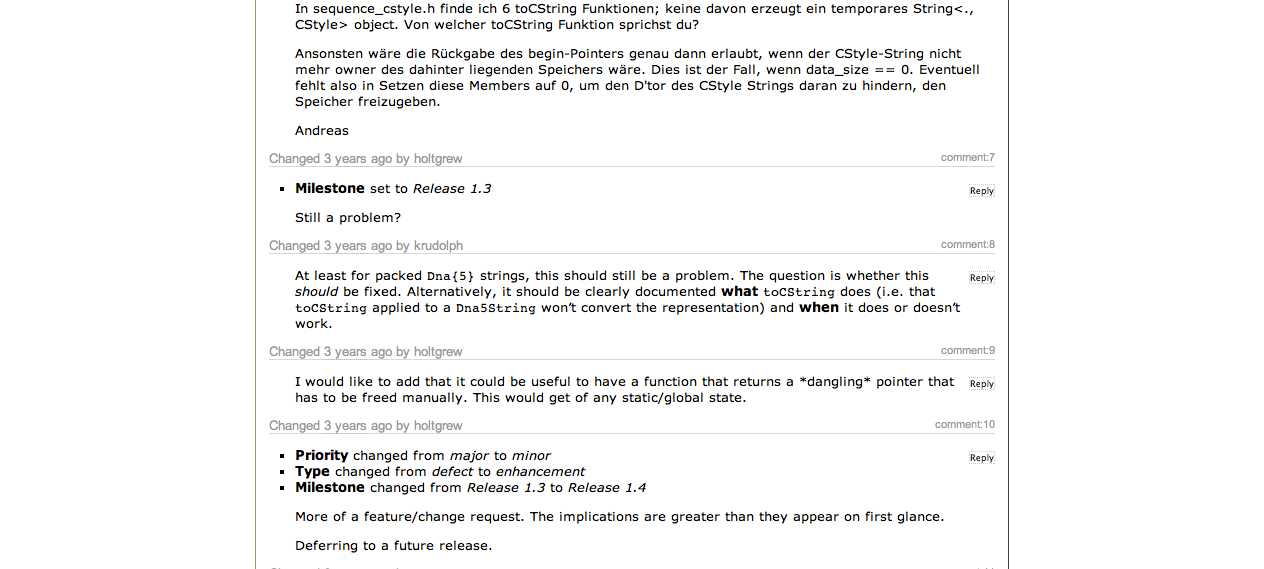 In sequence_cstyle.h finde ich 6 toCString Funktionen; keine davon erzeugt ein temporares String<.,
CStyle> object. Von welcher toCString Funktion sprichst du?
Ansonsten wäre die Rückgabe des begin-Pointers genau dann erlaubt, wenn der CStyle-String nicht
mehr owner des dahinter liegenden Speichers wäre. Dies ist der Fall, wenn data_size == 0. Eventuell
fehlt also in Setzen diese Members auf 0, um den D'tor des CStyle Strings daran zu hindern, den
Speicher freizugeben.
Andreas
Changed 3 years ago by holtgrew comment:7
▪ Milestone set to Release 1.3 Reply
Still a problem?
Changed 3 years ago by krudolph comment:8
At least for packed Dna{5} strings, this should still be a problem. The question is whether this Reply
should be fixed. Alternatively, it should be clearly documented what toCString does (i.e. that
toCString applied to a Dna5String won’t convert the representation) and when it does or doesn’t
work.
Changed 3 years ago by holtgrew comment:9
I would like to add that it could be useful to have a function that returns a *dangling* pointer that Reply
has to be freed manually. This would get of any static/global state.
Changed 3 years ago by holtgrew comment:10
▪ Priority changed from major to minor Reply
▪ Type changed from defect to enhancement
▪ Milestone changed from Release 1.3 to Release 1.4
More of a feature/change request. The implications are greater than they appear on first glance.
Deferring to a future release.